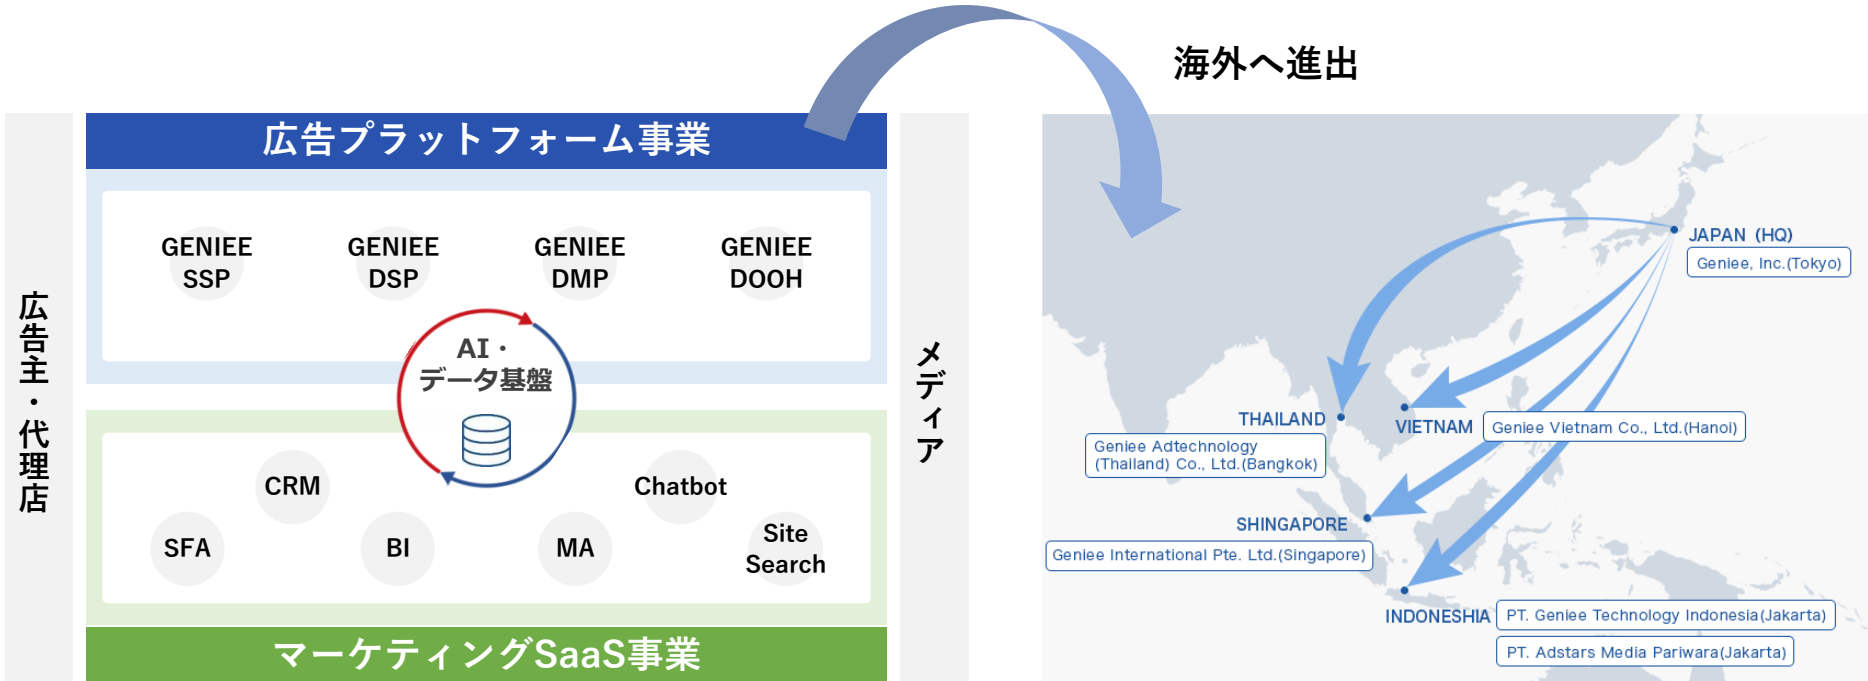 海外へ進出
広告主・代理店
広告プラットフォーム事業
GENIEE
SSP
GENIEE
DSP
GENIEE
DMP
GENIEE
DOOH
AI・
データ基盤
CRM
Chatbot
SFA
BI
MA
Site
Search
マーケティングSaaS事業
メディア
JAPAN (HQ)
Geniee, Inc.(Tokyo)
THAILAND
Geniee Adtechnology
(Thailand) Co., Ltd.(Bangkok)
VIETNAM
Geniee Vietnam Co., Ltd.(Hanoi)
SHINGAPORE
Geniee International Pte. Ltd.(Singapore)
INDONESHIA
PT. Geniee Technology Indonesia(Jakarta)
PT. Adstars Media Pariwara(Jakarta)